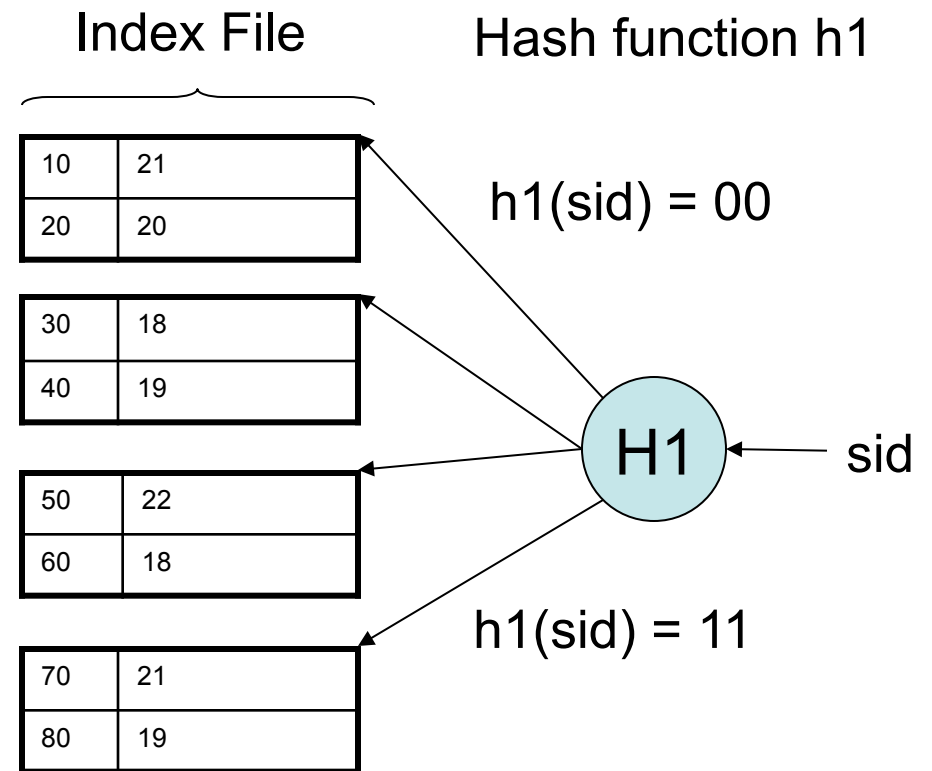 Index File
Hash function h1
10 21
20 20
h1(sid) = 00
30 18
40 19
H1
sid
50 22
60 18
h1(sid) = 11
70 21
80 19